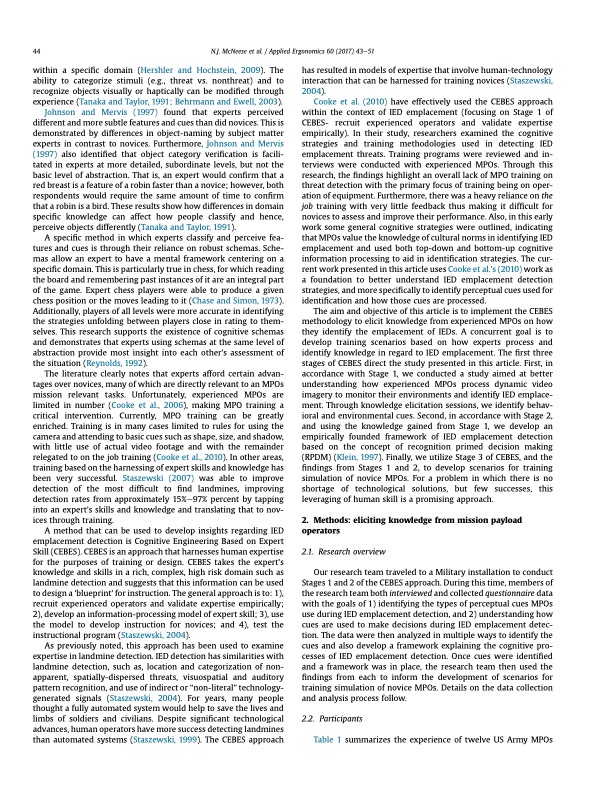 44
N.J. McNeese et al. / Applied Ergonomics 60 (2017) 43–51
within a specific domain (Hershler and Hochstein, 2009). The
ability to categorize stimuli (e.g., threat vs. nonthreat) and to
recognize objects visually or haptically can be modified through
experience (Tanaka and Taylor, 1991; Behrmann and Ewell, 2003).
Johnson and Mervis (1997) found that experts perceived
different and more subtle features and cues than did novices. This is
demonstrated by differences in object-naming by subject matter
experts in contrast to novices. Furthermore, Johnson and Mervis
(1997) also identified that object category verification is facili-
tated in experts at more detailed, subordinate levels, but not the
basic level of abstraction. That is, an expert would confirm that a
red breast is a feature of a robin faster than a novice; however, both
respondents would require the same amount of time to confirm
that a robin is a bird. These results show how differences in domain
specific knowledge can affect how people classify and hence,
perceive objects differently (Tanaka and Taylor, 1991).
A specific method in which experts classify and perceive fea-
tures and cues is through their reliance on robust schemas. Sche-
mas allow an expert to have a mental framework centering on a
specific domain. This is particularly true in chess, for which reading
the board and remembering past instances of it are an integral part
of the game. Expert chess players were able to produce a given
chess position or the moves leading to it (Chase and Simon, 1973).
Additionally, players of all levels were more accurate in identifying
the strategies unfolding between players close in rating to them-
selves. This research supports the existence of cognitive schemas
and demonstrates that experts using schemas at the same level of
abstraction provide most insight into each other's assessment of
the situation (Reynolds, 1992).
The literature clearly notes that experts afford certain advan-
tages over novices, many of which are directly relevant to an MPOs
mission relevant tasks. Unfortunately, experienced MPOs are
limited in number (Cooke et al., 2006), making MPO training a
critical intervention. Currently, MPO training can be greatly
enriched. Training is in many cases limited to rules for using the
camera and attending to basic cues such as shape, size, and shadow,
with little use of actual video footage and with the remainder
relegated to on the job training (Cooke et al., 2010). In other areas,
training based on the harnessing of expert skills and knowledge has
been very successful. Staszewski (2007) was able to improve
detection of the most difficult to find landmines, improving
detection rates from approximately 15%–97% percent by tapping
into an expert's skills and knowledge and translating that to nov-
ices through training.
A method that can be used to develop insights regarding IED
emplacement detection is Cognitive Engineering Based on Expert
Skill (CEBES). CEBES is an approach that harnesses human expertise
for the purposes of training or design. CEBES takes the expert's
knowledge and skills in a rich, complex, high risk domain such as
landmine detection and suggests that this information can be used
to design a 'blueprint' for instruction. The general approach is to: 1),
recruit experienced operators and validate expertise empirically;
2), develop an information-processing model of expert skill; 3), use
the model to develop instruction for novices; and; 4), test the
instructional program (Staszewski, 2004).
As previously noted, this approach has been used to examine
expertise in landmine detection. IED detection has similarities with
landmine detection, such as, location and categorization of non-
apparent, spatially-dispersed threats, visuospatial and auditory
pattern recognition, and use of indirect or "non-literal" technology-
generated signals (Staszewski, 2004). For years, many people
thought a fully automated system would help to save the lives and
limbs of soldiers and civilians. Despite significant technological
advances, human operators have more success detecting landmines
than automated systems (Staszewski, 1999). The CEBES approach
has resulted in models of expertise that involve human-technology
interaction that can be harnessed for training novices (Staszewski,
2004).
Cooke et al. (2010) have effectively used the CEBES approach
within the context of IED emplacement (focusing on Stage 1 of
CEBES- recruit experienced operators and validate expertise
empirically). In their study, researchers examined the cognitive
strategies and training methodologies used in detecting IED
emplacement threats. Training programs were reviewed and in-
terviews were conducted with experienced MPOs. Through this
research, the findings highlight an overall lack of MPO training on
threat detection with the primary focus of training being on oper-
ation of equipment. Furthermore, there was a heavy reliance on the
job training with very little feedback thus making it difficult for
novices to assess and improve their performance. Also, in this early
work some general cognitive strategies were outlined, indicating
that MPOs value the knowledge of cultural norms in identifying IED
emplacement and used both top-down and bottom-up cognitive
information processing to aid in identification strategies. The cur-
rent work presented in this article uses Cooke et al.'s (2010) work as
a foundation to better understand IED emplacement detection
strategies, and more specifically to identify perceptual cues used for
identification and how those cues are processed.
The aim and objective of this article is to implement the CEBES
methodology to elicit knowledge from experienced MPOs on how
they identify the emplacement of IEDs. A concurrent goal is to
develop training scenarios based on how experts process and
identify knowledge in regard to IED emplacement. The first three
stages of CEBES direct the study presented in this article. First, in
accordance with Stage 1, we conducted a study aimed at better
understanding how experienced MPOs process dynamic video
imagery to monitor their environments and identify IED emplace-
ment. Through knowledge elicitation sessions, we identify behav-
ioral and environmental cues. Second, in accordance with Stage 2,
and using the knowledge gained from Stage 1, we develop an
empirically founded framework of IED emplacement detection
based on the concept of recognition primed decision making
(RPDM) (Klein, 1997). Finally, we utilize Stage 3 of CEBES, and the
findings from Stages 1 and 2, to develop scenarios for training
simulation of novice MPOs. For a problem in which there is no
shortage of technological solutions, but few successes, this
leveraging of human skill is a promising approach.
2. Methods: eliciting knowledge from mission payload
operators
2.1. Research overview
Our research team traveled to a Military installation to conduct
Stages 1 and 2 of the CEBES approach. During this time, members of
the research team both interviewed and collected questionnaire data
with the goals of 1) identifying the types of perceptual cues MPOs
use during IED emplacement detection, and 2) understanding how
cues are used to make decisions during IED emplacement detec-
tion. The data were then analyzed in multiple ways to identify the
cues and also develop a framework explaining the cognitive pro-
cesses of IED emplacement detection. Once cues were identified
and a framework was in place, the research team then used the
findings from each to inform the development of scenarios for
training simulation of novice MPOs. Details on the data collection
and analysis process follow.
2.2. Participants
Table 1 summarizes the experience of twelve US Army MPOs